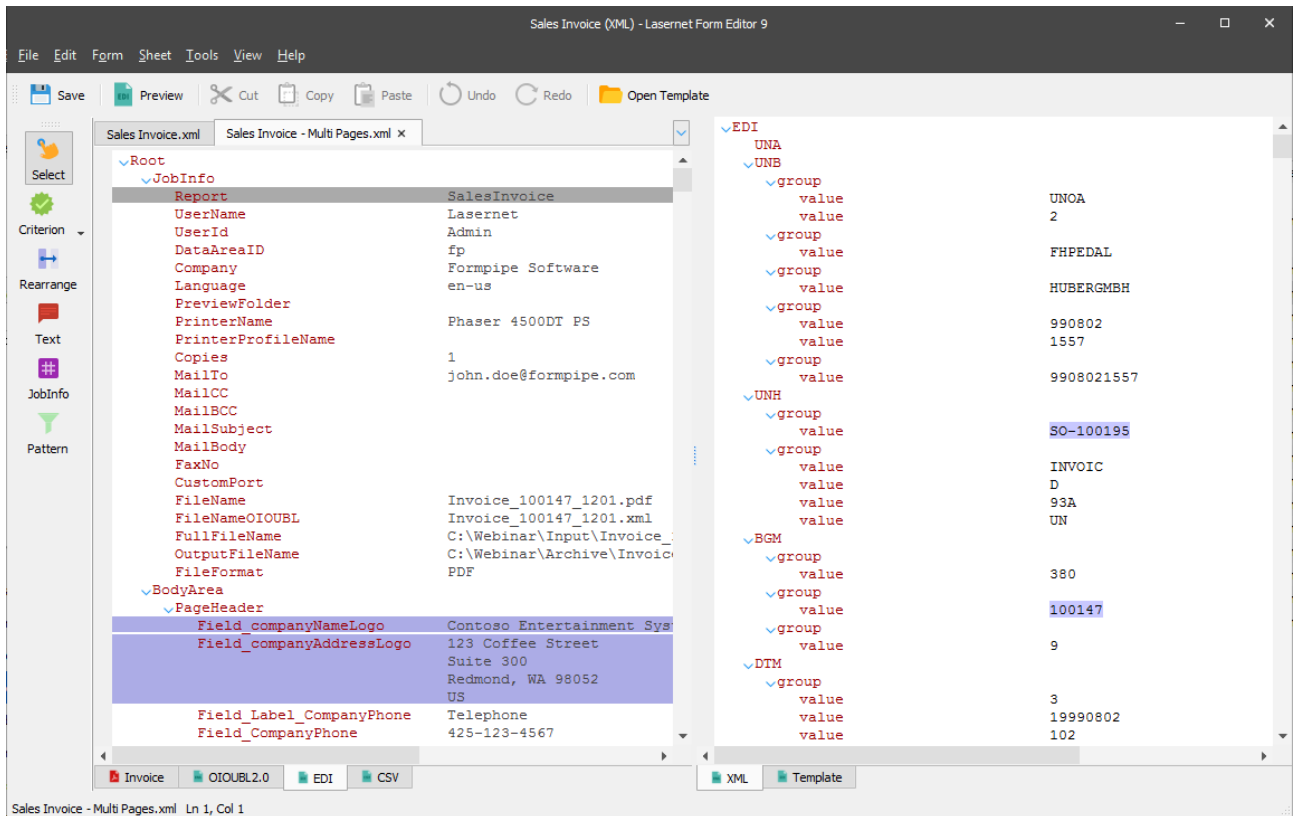 Sales Invoice (XML) - Lasernet Form Editor 9
File Edit Form Sheet Tools View Help
Save Preview Cut Copy Paste Undo Redo Open Template
Select
Criterion
Rearrange
Text
JobInfo
Pattern
Sales Invoice.xml Sales Invoice - Multi Pages.xml
Root
JobInfo
Report SalesInvoice
UserName Lasernet
UserId Admin
DataAreaID fp
Company Formpipe Software
Language en-us
PreviewFolder
PrinterName Phaser 4500DT PS
PrinterProfileName
Copies 1
MailTo john.doe@formpipe.com
MailCC
MailBCC
MailSubject
MailBody
FaxNo
CustomPort
FileName Invoice_100147_1201.pdf
FileNameOIOUBL Invoice_100147_1201.xml
FullFileName C:\Webinar\Input\Invoice_
OutputFileName C:\Webinar\Archive\Invoic
FileFormat PDF
BodyArea
PageHeader
Field_companyNameLogo Contoso Entertainment Sys
Field_companyAddressLogo 123 Coffee Street
Suite 300
Redmond, WA 98052
US
Field_Label_CompanyPhone Telephone
Field_CompanyPhone 425-123-4567
Invoice OIOUBL2.0 EDI CSV
EDI
UNA
UNB
group
value UNOA
value 2
group
value FHPEDAL
group
value HUBERGMBH
group
value 990802
value 1557
group
value 9908021557
UNH
group
value SO-100195
group
value INVOIC
value D
value 93A
value UN
BGM
group
value 380
group
value 100147
group
value 9
DTM
group
value 3
value 19990802
value 102
XML Template
Sales Invoice - Multi Pages.xml Ln 1, Col 1